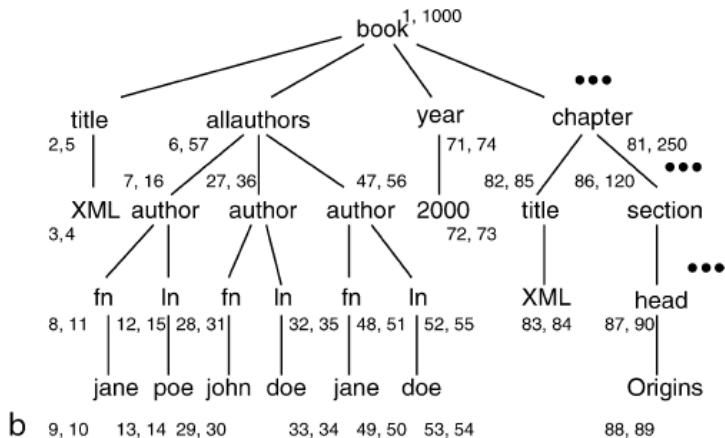 book 1, 1000
title allauthors year chapter
2,5 6, 57 71, 74 81, 250
7, 16 27, 36 47, 56 82, 85 86, 120
XML author author author 2000 title section
3,4 72, 73
fn ln fn ln fn ln XML head
8, 11 12, 15 28, 31 32, 35 48, 51 52, 55 83, 84 87, 90
jane poe john doe jane doe Origins
b 9, 10 13, 14 29, 30 33, 34 49, 50 53, 54 88, 89